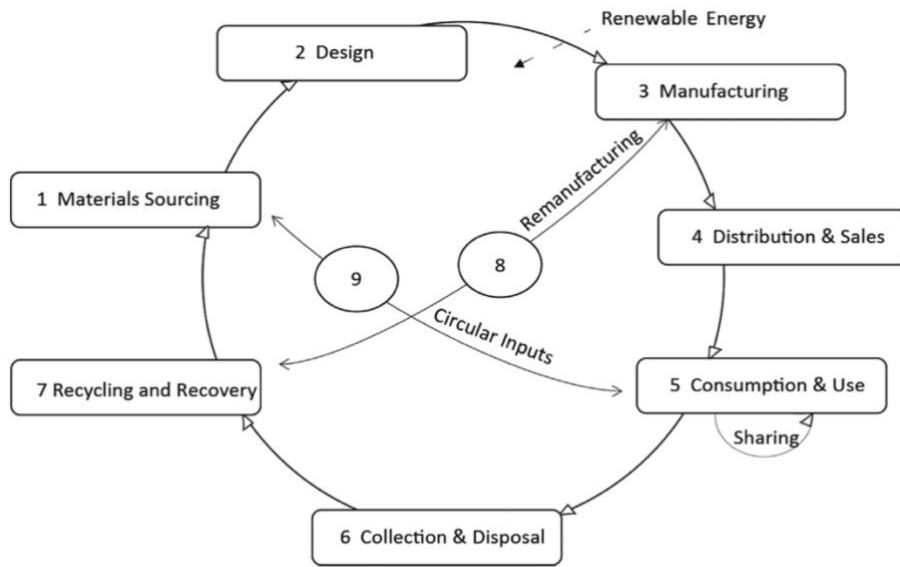 Renewable Energy
2 Design
3 Manufacturing
Remanufacturing
1 Materials Sourcing
4 Distribution & Sales
8
9
Circular Inputs
7 Recycling and Recovery
5 Consumption & Use
Sharing
6 Collection & Disposal